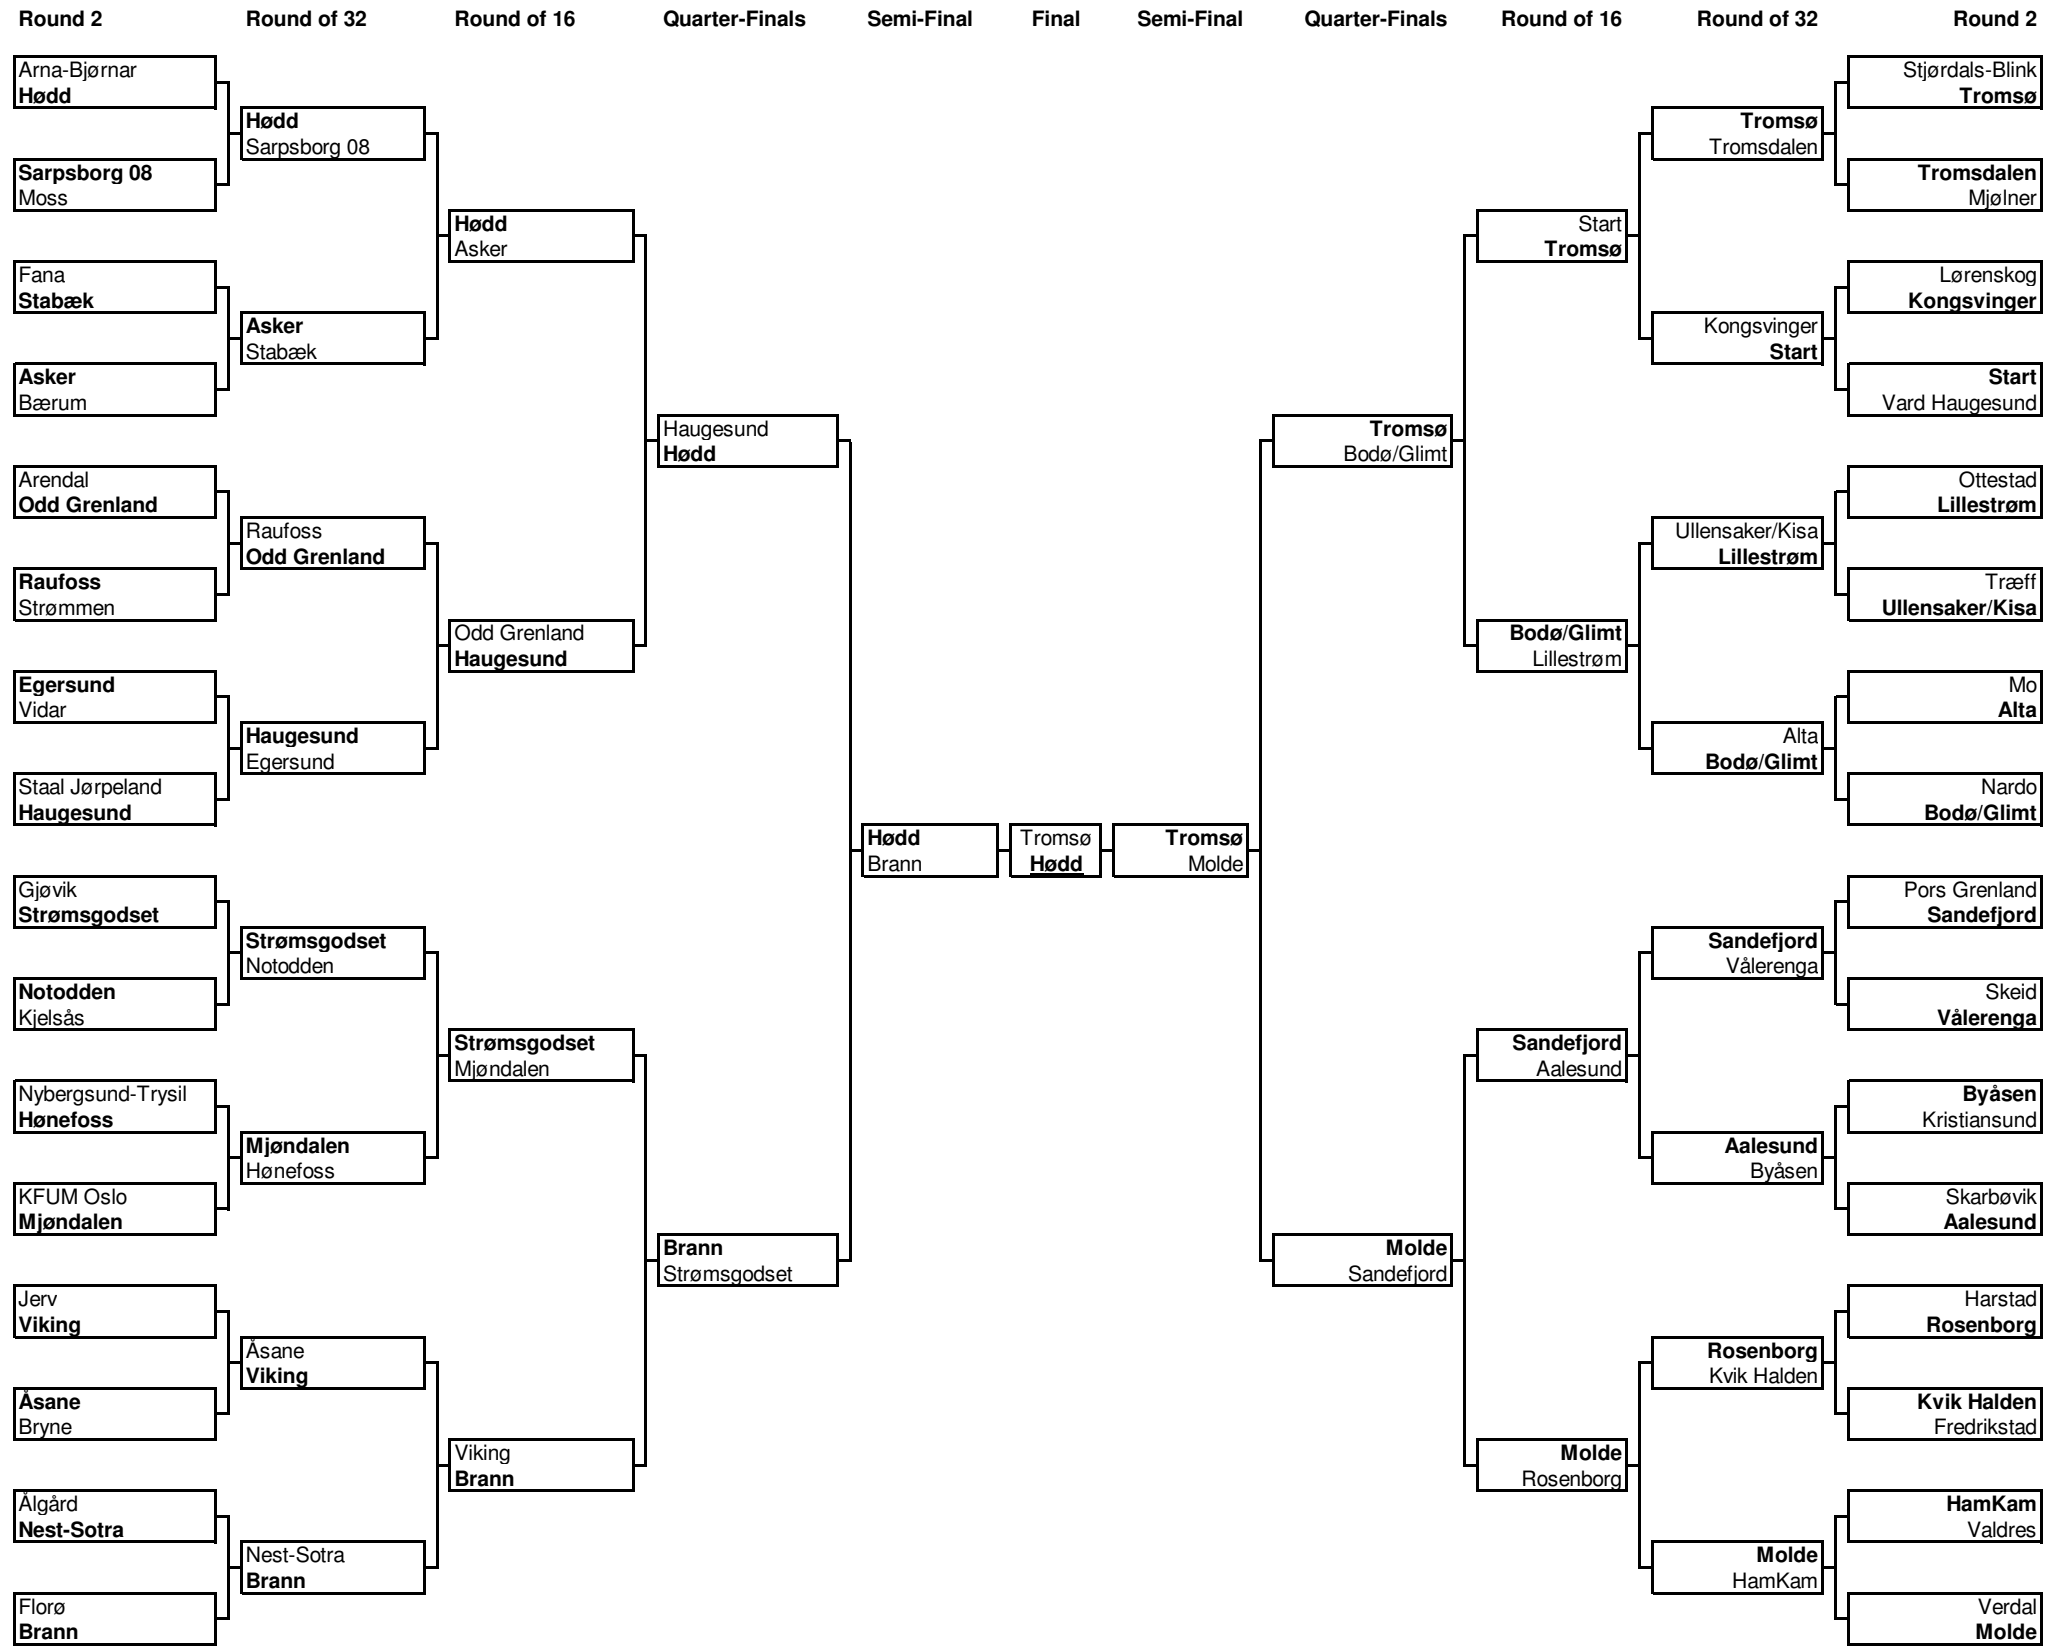 Round 2
Round of 32
Round of 16
Quarter-Finals
Semi-Final
Final
Semi-Final
Quarter-Finals
Round of 16
Round of 32
Round 2
Arna-Bjørnar
Hødd
Sarpsborg 08
Moss
Fana
Stabæk
Asker
Bærum
Arendal
Odd Grenland
Raufoss
Strømmen
Egersund
Vidar
Staal Jørpeland
Haugesund
Gjøvik
Strømsgodset
Notodden
Kjelsås
Nybergsund-Trysil
Hønefoss
KFUM Oslo
Mjøndalen
Jerv
Viking
Åsane
Bryne
Ålgård
Nest-Sotra
Florø
Brann
Hødd
Sarpsborg 08
Asker
Stabæk
Raufoss
Odd Grenland
Haugesund
Egersund
Strømsgodset
Notodden
Mjøndalen
Hønefoss
Åsane
Viking
Nest-Sotra
Brann
Hødd
Asker
Odd Grenland
Haugesund
Strømsgodset
Mjøndalen
Viking
Brann
Haugesund
Hødd
Brann
Strømsgodset
Hødd
Brann
Tromsø
Hødd
Tromsø
Molde
Tromsø
Bodø/Glimt
Molde
Sandefjord
Start
Tromsø
Bodø/Glimt
Lillestrøm
Sandefjord
Aalesund
Molde
Rosenborg
Tromsø
Tromsdalen
Kongsvinger
Start
Ullensaker/Kisa
Lillestrøm
Alta
Bodø/Glimt
Sandefjord
Vålerenga
Aalesund
Byåsen
Rosenborg
Kvik Halden
Molde
HamKam
Stjørdals-Blink
Tromsø
Tromsdalen
Mjølner
Lørenskog
Kongsvinger
Start
Vard Haugesund
Ottestad
Lillestrøm
Træff
Ullensaker/Kisa
Mo
Alta
Nardo
Bodø/Glimt
Pors Grenland
Sandefjord
Skeid
Vålerenga
Byåsen
Kristiansund
Skarbøvik
Aalesund
Harstad
Rosenborg
Kvik Halden
Fredrikstad
HamKam
Valdres
Verdal
Molde